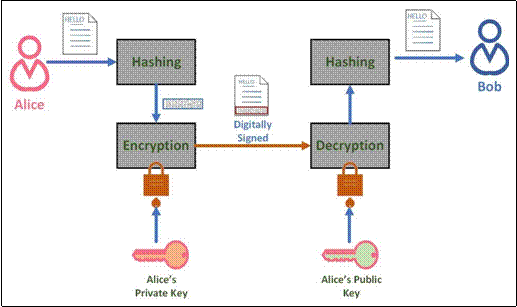 HELLO
HELLO
Hashing
Hashing
Alice
Bob
HELLO
Digitally
Signed
Encryption
Decryption
Alice's
Private Key
Alice's Public
Key